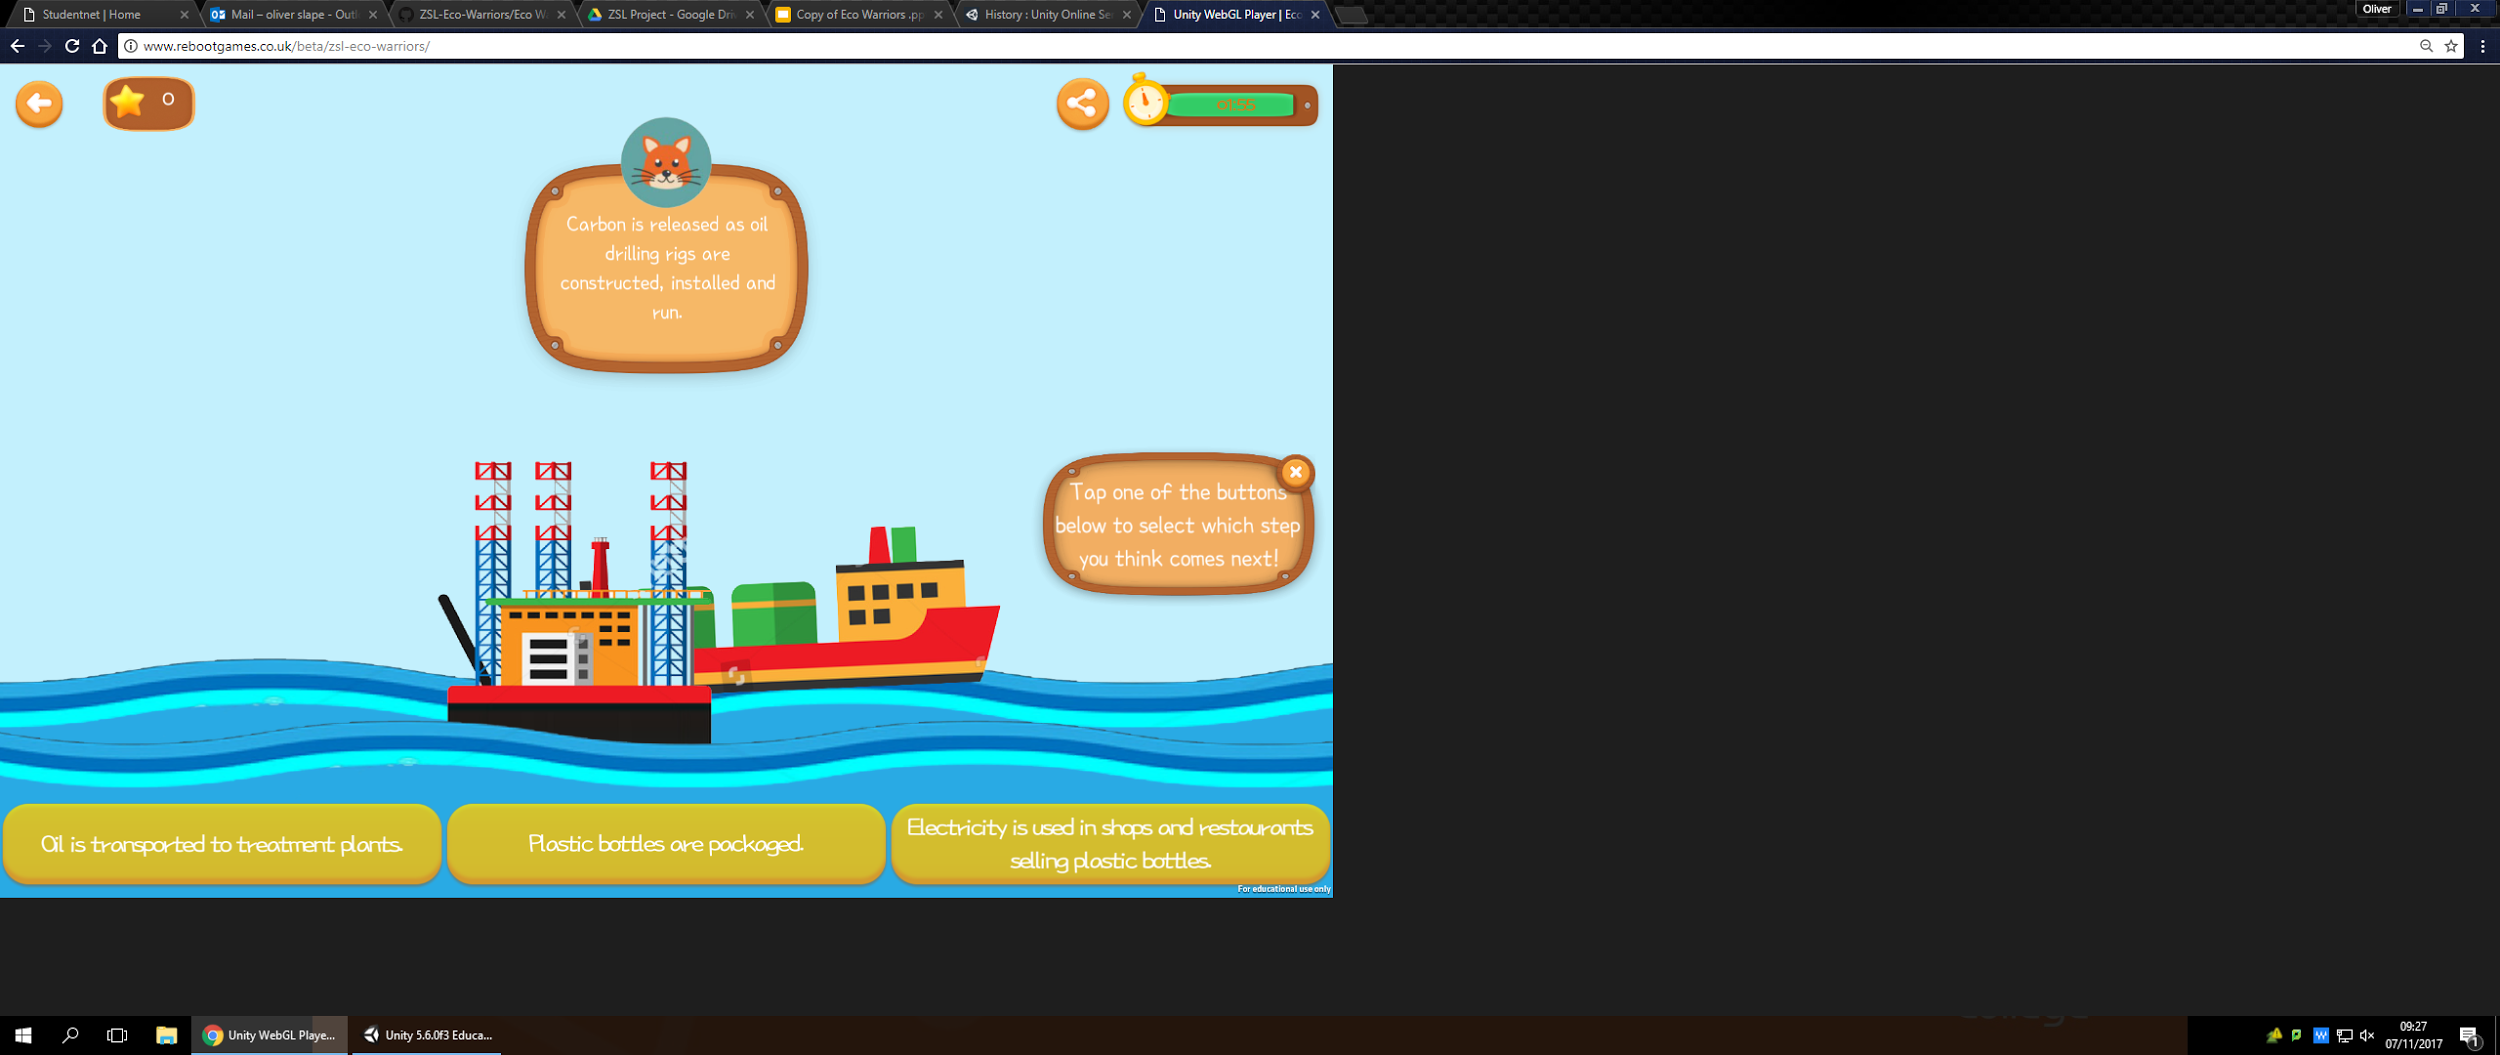 Studentnet | Home
Mail – oliver slape - Outl
ZSL-Eco-Warriors/Eco W
ZSL Project - Google Dri
Copy of Eco Warriors .pp
History : Unity Online Se
Unity WebGL Player | Eco
Oliver
www.rebootgames.co.uk/beta/zsl-eco-warriors/
0
01:55
Carbon is released as oil
drilling rigs are
constructed, installed and
run.
Tap one of the buttons
below to select which step
you think comes next!
Oil is transported to treatment plants.
Plastic bottles are packaged.
Electricity is used in shops and restaurants
selling plastic bottles.
For educational use only
Unity WebGL Playe...
Unity 5.6.0f3 Educa...
09:27
07/11/2017
1